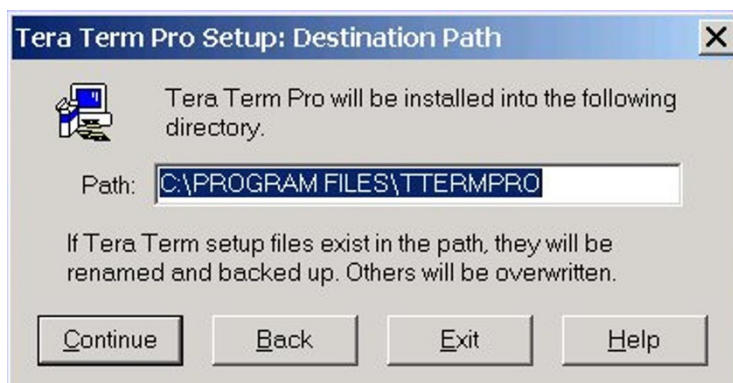 Tera Term Pro Setup: Destination Path
Tera Term Pro will be installed into the following
directory.
Path: C:\PROGRAM FILES\TTERMPRO
If Tera Term setup files exist in the path, they will be
renamed and backed up. Others will be overwritten.
Continue Back Exit Help